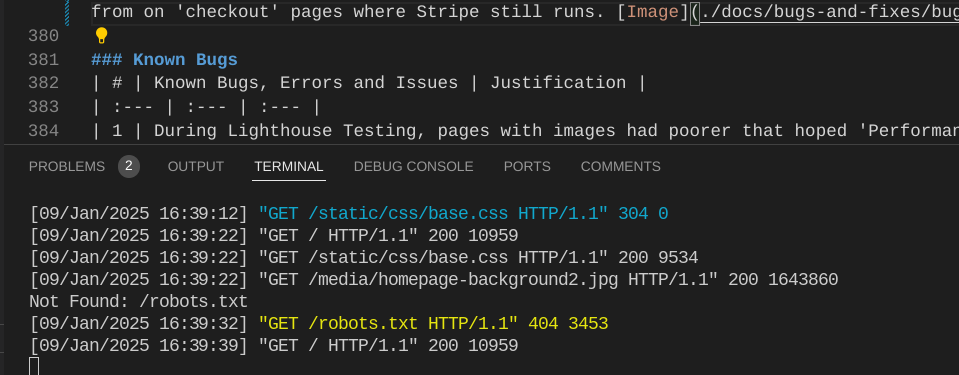 from on 'checkout' pages where Stripe still runs. [Image](./docs/bugs-and-fixes/bug
380
381 ### Known Bugs
382 | # | Known Bugs, Errors and Issues | Justification |
383 | :--- | :--- | :--- |
384 | 1 | During Lighthouse Testing, pages with images had poorer that hoped 'Performan
PROBLEMS 2 OUTPUT TERMINAL DEBUG CONSOLE PORTS COMMENTS
[09/Jan/2025 16:39:12] "GET /static/css/base.css HTTP/1.1" 304 0
[09/Jan/2025 16:39:22] "GET / HTTP/1.1" 200 10959
[09/Jan/2025 16:39:22] "GET /static/css/base.css HTTP/1.1" 200 9534
[09/Jan/2025 16:39:22] "GET /media/homepage-background2.jpg HTTP/1.1" 200 1643860
Not Found: /robots.txt
[09/Jan/2025 16:39:32] "GET /robots.txt HTTP/1.1" 404 3453
[09/Jan/2025 16:39:39] "GET / HTTP/1.1" 200 10959